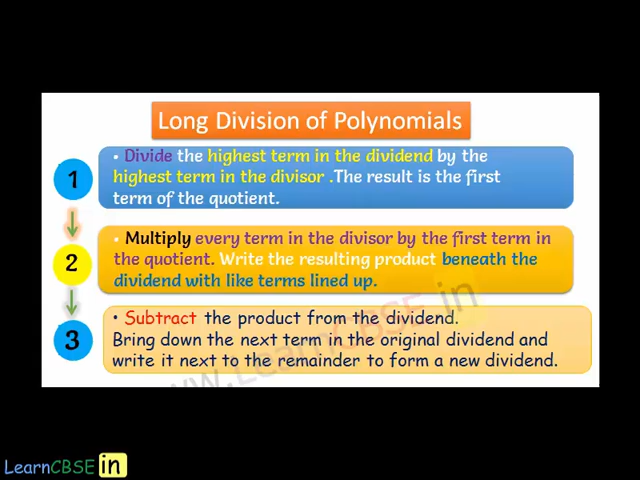 Long Division of Polynomials
1
• Divide the highest term in the dividend by the
highest term in the divisor .The result is the first
term of the quotient.
2
• Multiply every term in the divisor by the first term in
the quotient. Write the resulting product beneath the
dividend with like terms lined up.
3
• Subtract the product from the dividend.
Bring down the next term in the original dividend and
write it next to the remainder to form a new dividend.
www.LearnCBSE.in
LearnCBSE in